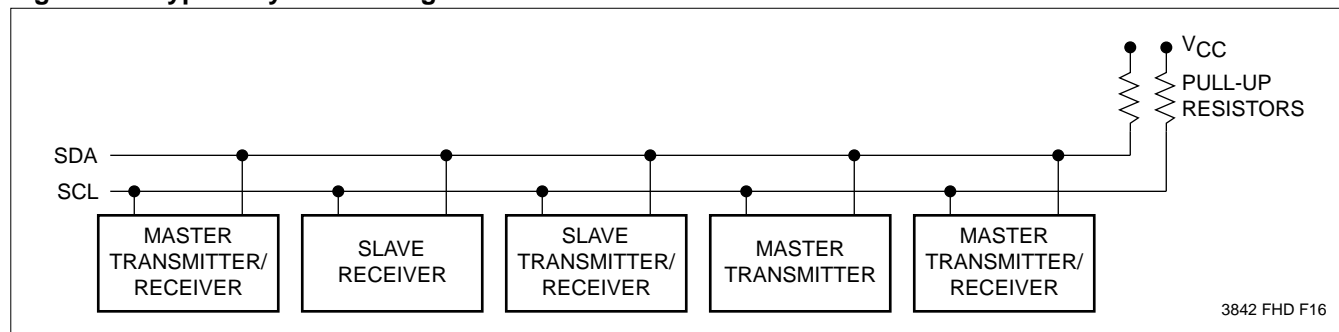 VCC
PULL-UP
RESISTORS
SDA
SCL
MASTER
TRANSMITTER/
RECEIVER
SLAVE
RECEIVER
SLAVE
TRANSMITTER/
RECEIVER
MASTER
TRANSMITTER
MASTER
TRANSMITTER/
RECEIVER
3842 FHD F16